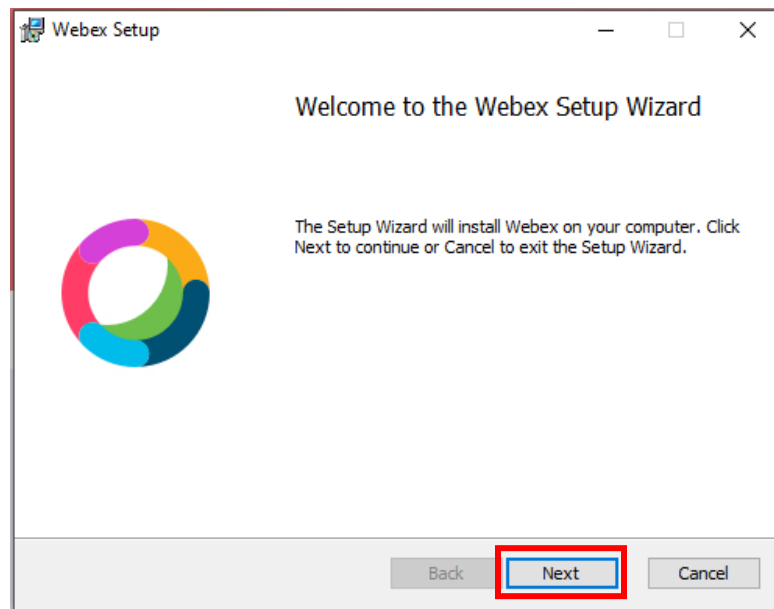 Webex Setup
Welcome to the Webex Setup Wizard
The Setup Wizard will install Webex on your computer. Click
Next to continue or Cancel to exit the Setup Wizard.
Back Next Cancel